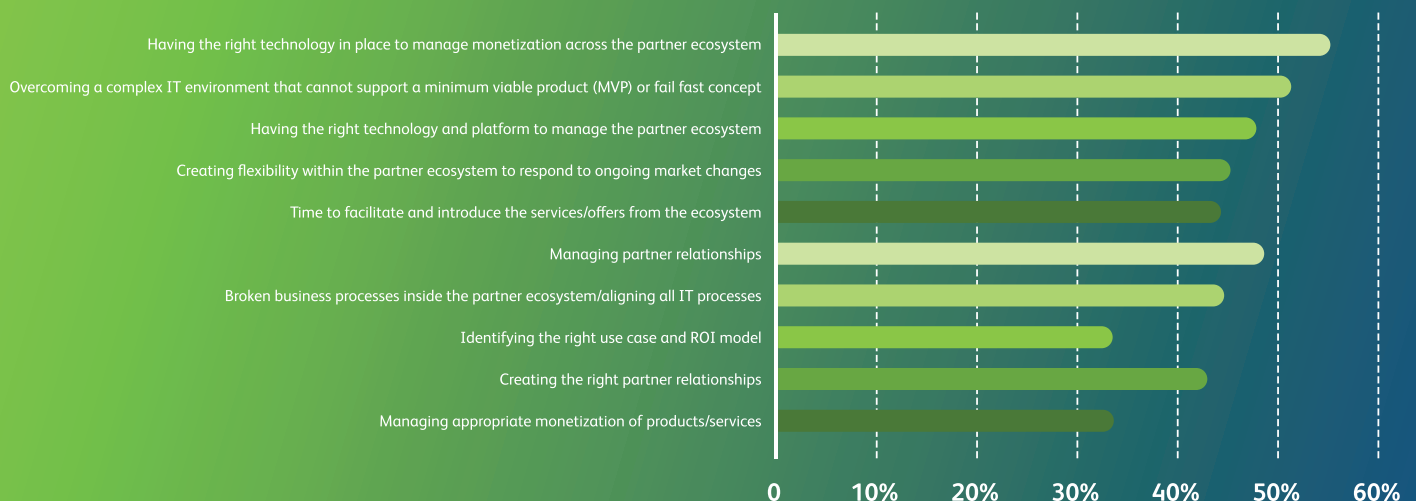 Having the right technology in place to manage monetization across the partner ecosystem
Overcoming a complex IT environment that cannot support a minimum viable product (MVP) or fail fast concept
Having the right technology and platform to manage the partner ecosystem
Creating flexibility within the partner ecosystem to respond to ongoing market changes
Time to facilitate and introduce the services/offers from the ecosystem
Managing partner relationships
Broken business processes inside the partner ecosystem/aligning all IT processes
Identifying the right use case and ROI model
Creating the right partner relationships
Managing appropriate monetization of products/services
0 10% 20% 30% 40% 50% 60%